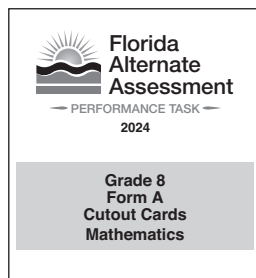 Florida
Alternate
Assessment
PERFORMANCE TASK
2024
Grade 8
Form A
Cutout Cards
Mathematics